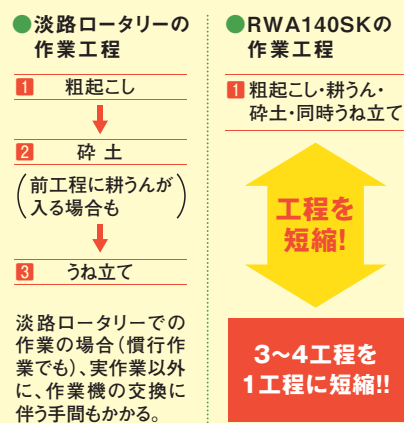 ●淡路ロータリーの
作業工程
1 粗起こし
2 砕 土
(前工程に耕うんが
入る場合も)
3 うね立て
淡路ロータリーでの
作業の場合(慣行作
業でも)、実作業以外
に、作業機の交換に
伴う手間もかかる。
●RWA140SKの
作業工程
1 粗起こし・耕うん・
砕土・同時うね立て
工程を
短縮!
3〜4工程を
1工程に短縮!!